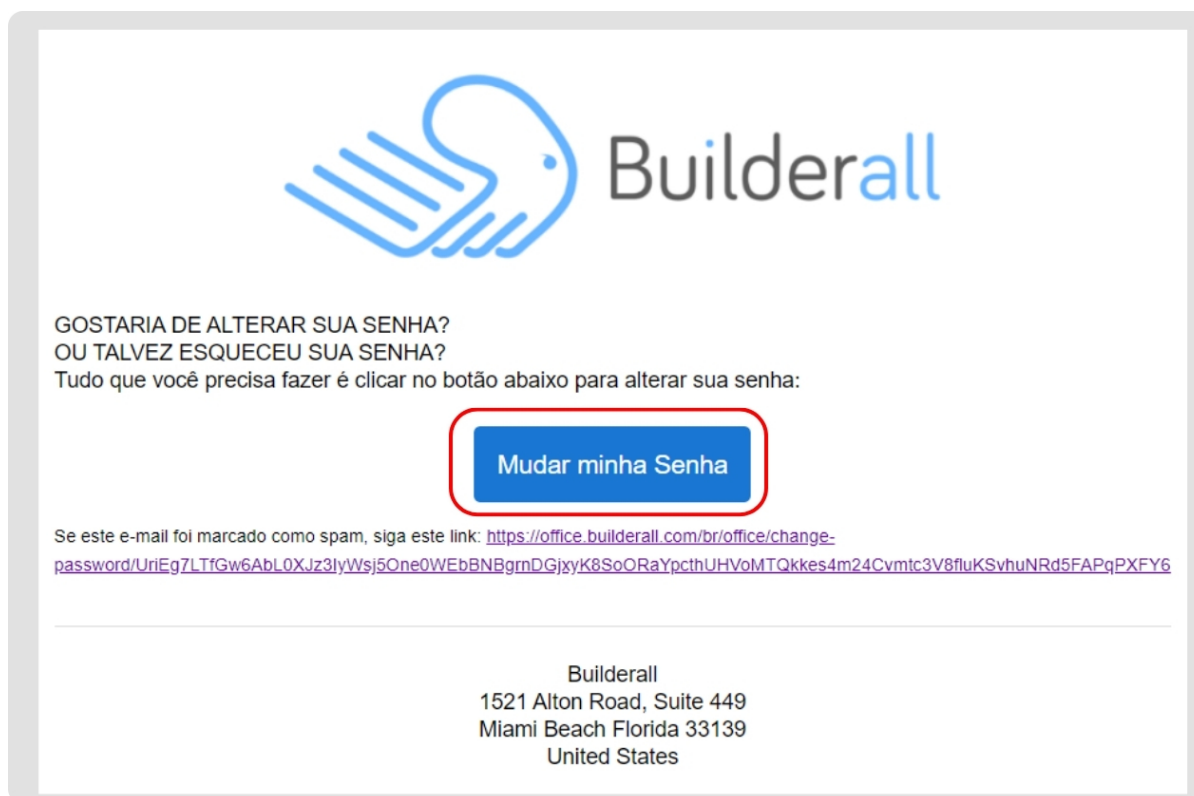 Builderall
GOSTARIA DE ALTERAR SUA SENHA?
OU TALVEZ ESQUECEU SUA SENHA?
Tudo que você precisa fazer é clicar no botão abaixo para alterar sua senha:
Mudar minha Senha
Se este e-mail foi marcado como spam, siga este link: https://office.builderall.com/br/office/change-
password/UriEg7LTfGw6AbL0XJz3IyWsj5One0WEbBNBgrnDGjxyK8SoORaYpcthUHVoMTQkkes4m24Cvmtc3V8fluKSvhuNRd5FAPqPXFY6
Builderall
1521 Alton Road, Suite 449
Miami Beach Florida 33139
United States